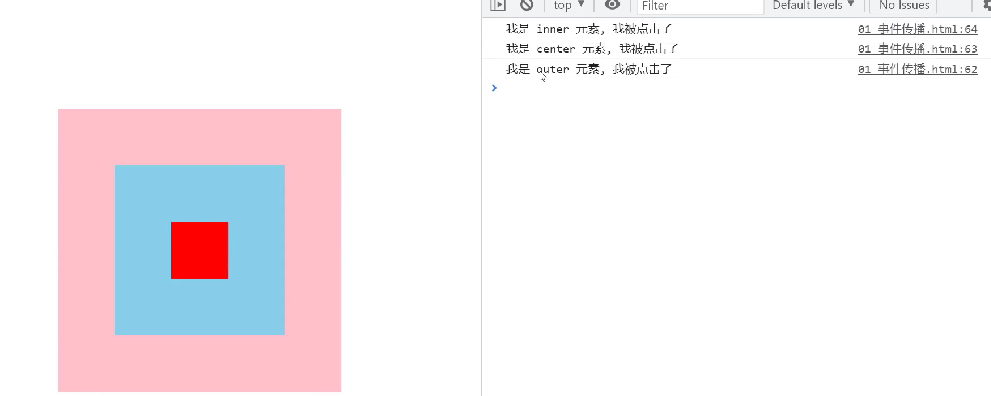 top ▼ Filter Default levels ▼ No Issues
我是 inner 元素, 我被点击了 01 事件传播.html:64
我是 center 元素, 我被点击了 01 事件传播.html:63
我是 outer 元素, 我被点击了 01 事件传播.html:62